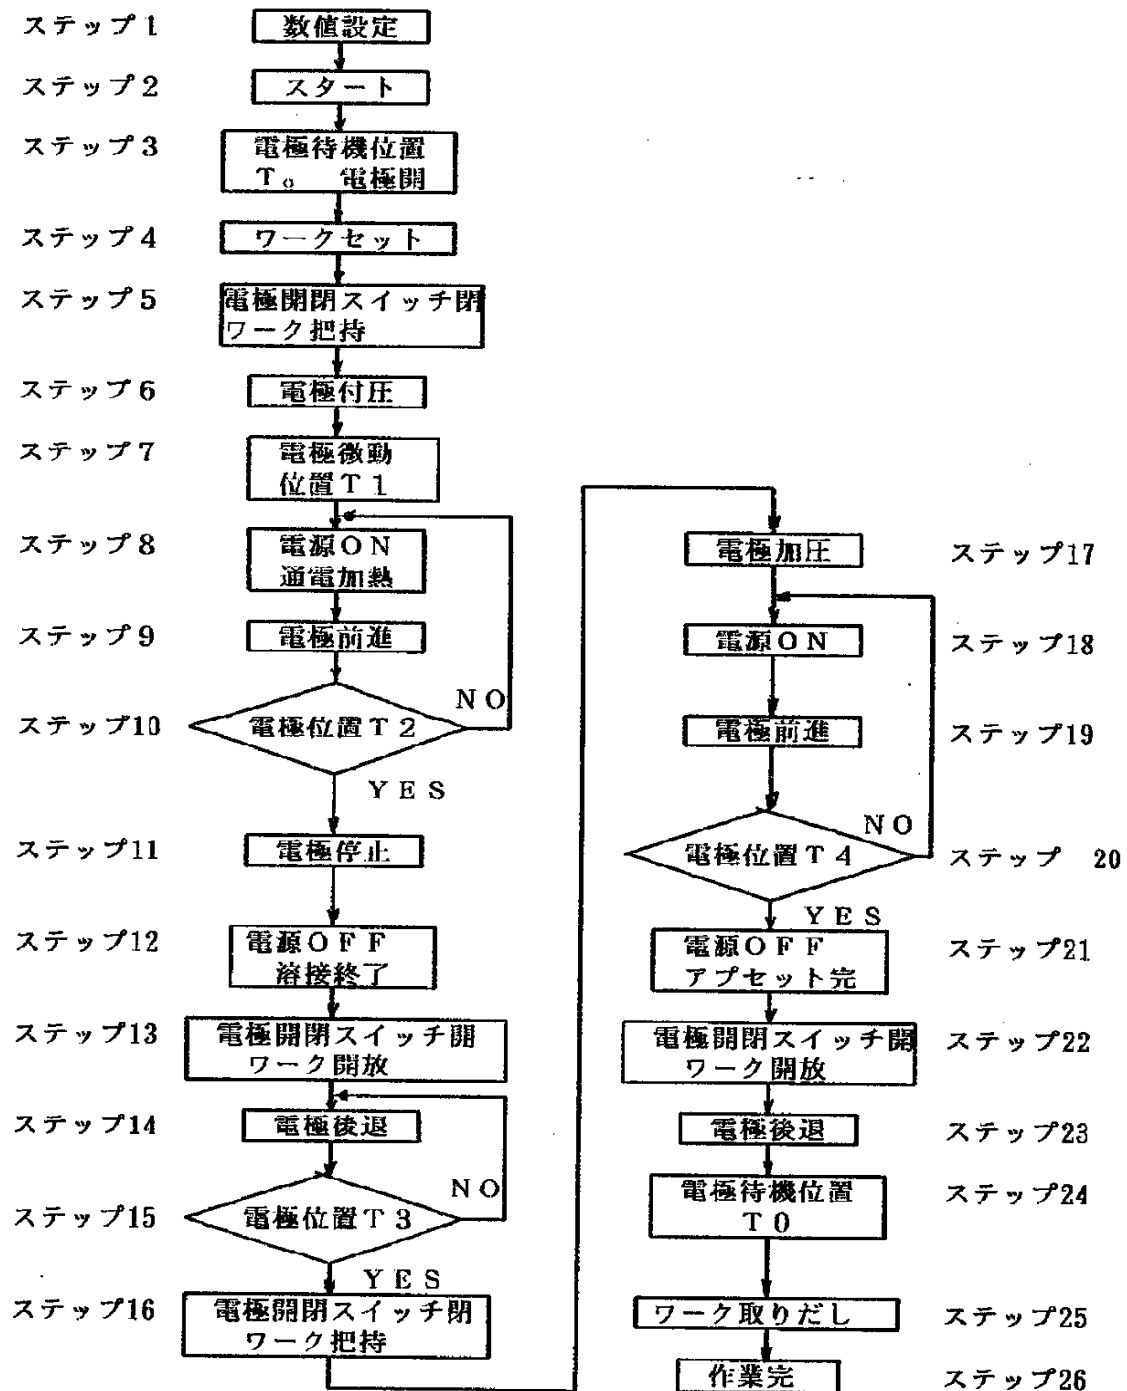 ステップ1
数値設定
ステップ2
スタート
ステップ3
電極待機位置
T₀ 電極開
ステップ4
ワークセット
ステップ5
電極開閉スイッチ閉
ワーク把持
ステップ6
電極付圧
ステップ7
電極微動
位置T1
ステップ8
電源ON
通電加熱
ステップ9
電極前進
ステップ10
電極位置T2
NO
YES
ステップ11
電極停止
ステップ12
電源OFF
溶接終了
ステップ13
電極開閉スイッチ開
ワーク開放
ステップ14
電極後退
ステップ15
電極位置T3
NO
YES
ステップ16
電極開閉スイッチ閉
ワーク把持
電極加圧
ステップ17
電源ON
ステップ18
電極前進
ステップ19
電極位置T4
NO
ステップ 20
YES
電源OFF
アプセット完
ステップ21
電極開閉スイッチ開
ワーク開放
ステップ22
電極後退
ステップ23
電極待機位置
T0
ステップ24
ワーク取りだし
ステップ25
作業完
ステップ26